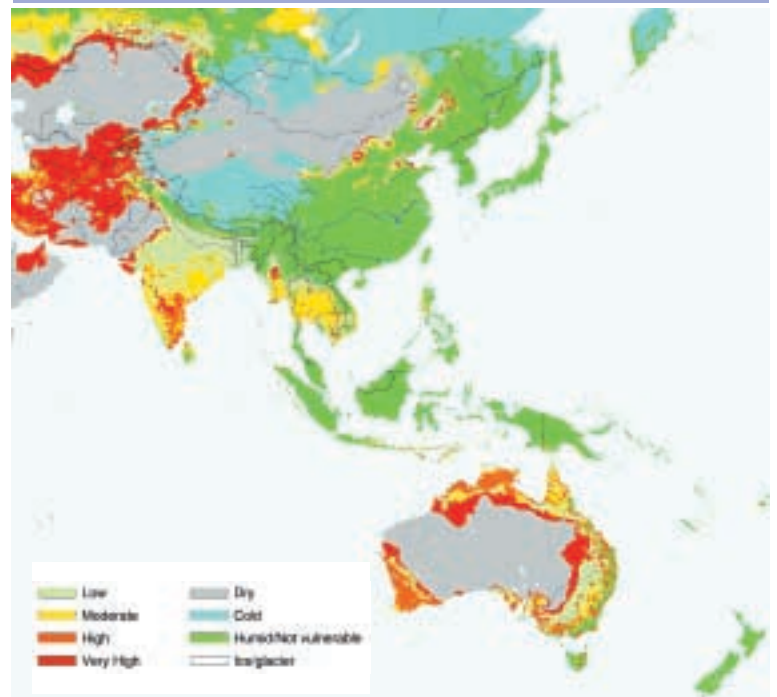 Low
Moderate
High
Very High
Dry
Cold
Humid/Not vulnerable
Ice/glacier